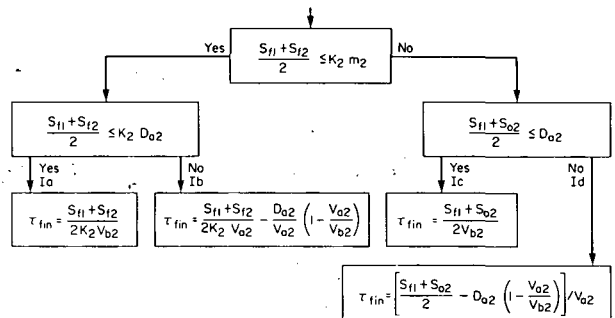 Yes
(S_f1 + S_f2)/2 ≤ K_2 m_2
No
(S_f1 + S_f2)/2 ≤ K_2 D_a2
(S_f1 + S_o2)/2 ≤ D_a2
Yes
Ia
No
Ib
Yes
Ic
No
Id
τ_fin = (S_f1 + S_f2)/(2K_2 V_b2)
τ_fin = (S_f1 + S_f2)/(2K_2 V_a2) − D_a2/V_a2 (1 − V_a2/V_b2)
τ_fin = (S_f1 + S_o2)/(2V_b2)
τ_fin = [(S_f1 + S_o2)/2 − D_a2 (1 − V_a2/V_b2)]/V_a2